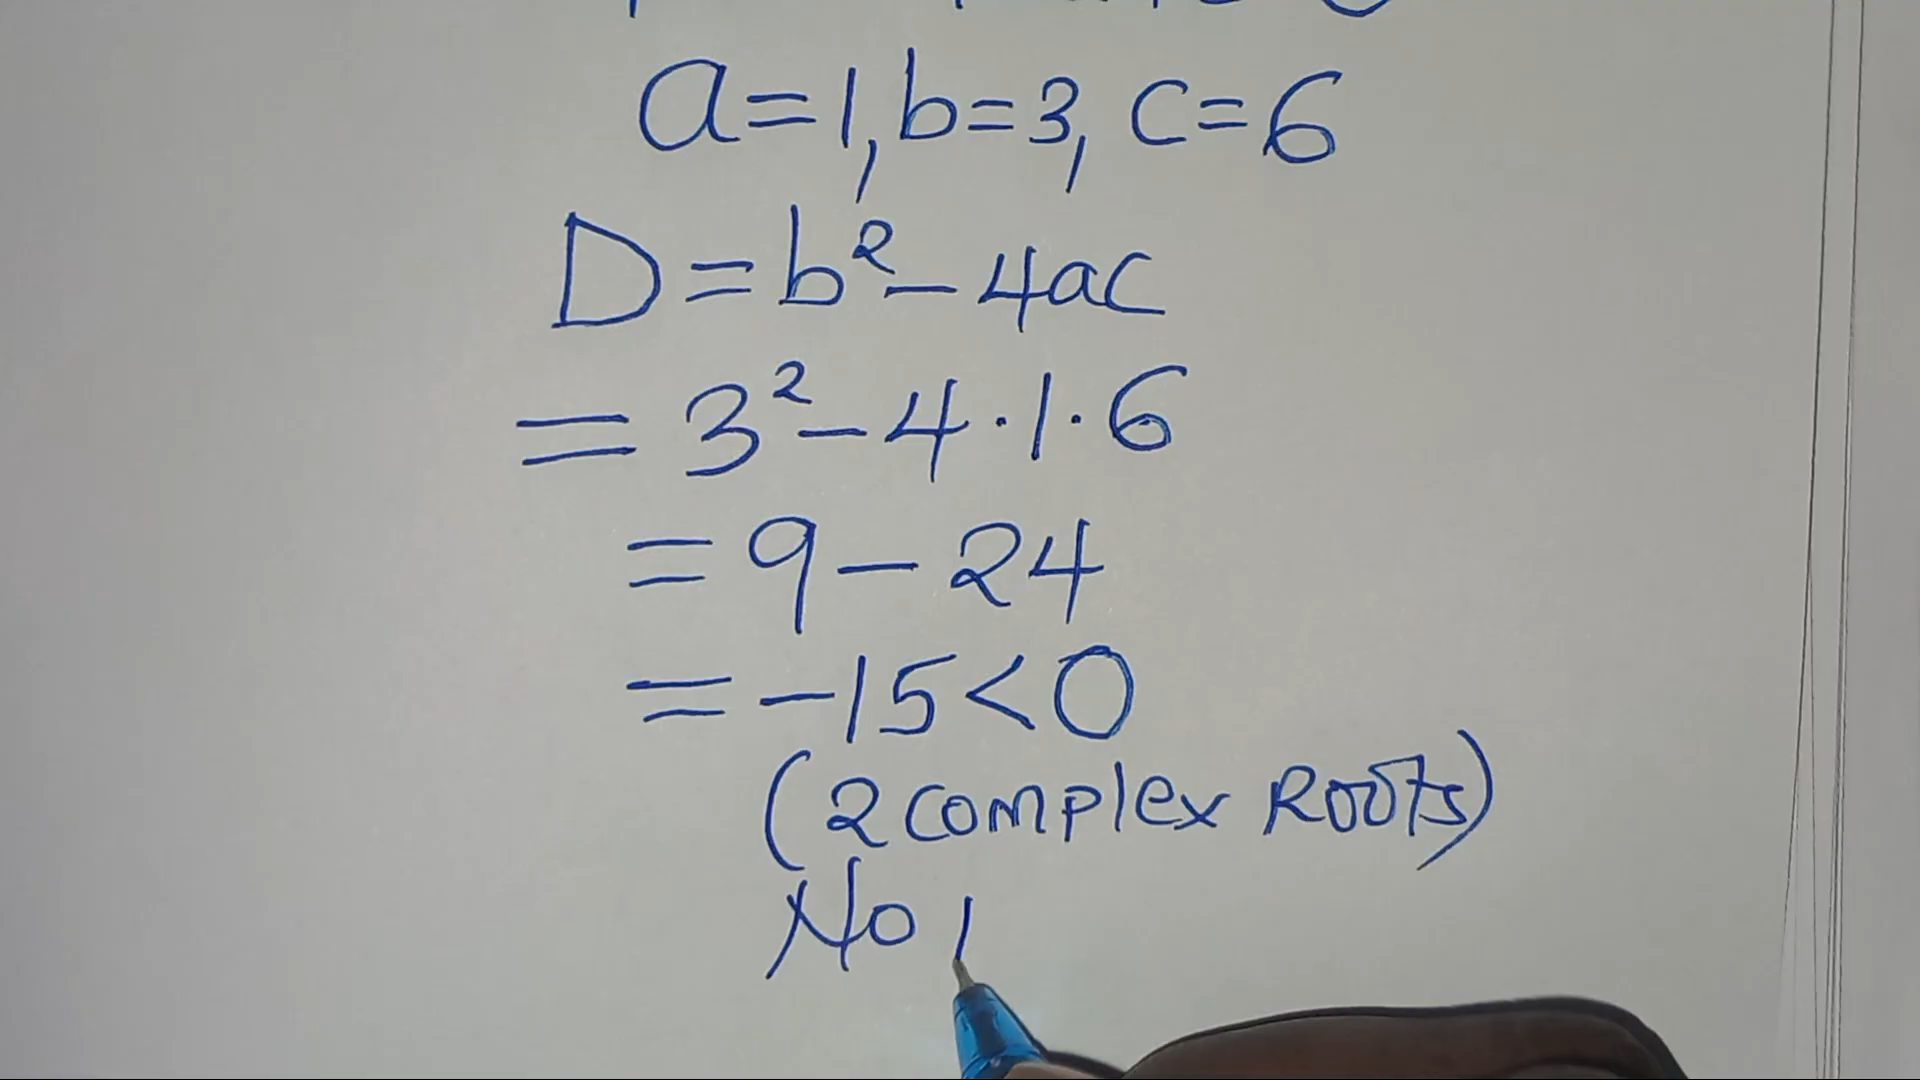 a=1, b=3, c=6
D=b²-4ac
=3²-4·1·6
=9-24
=-15<0
(2 complex Roots)
No